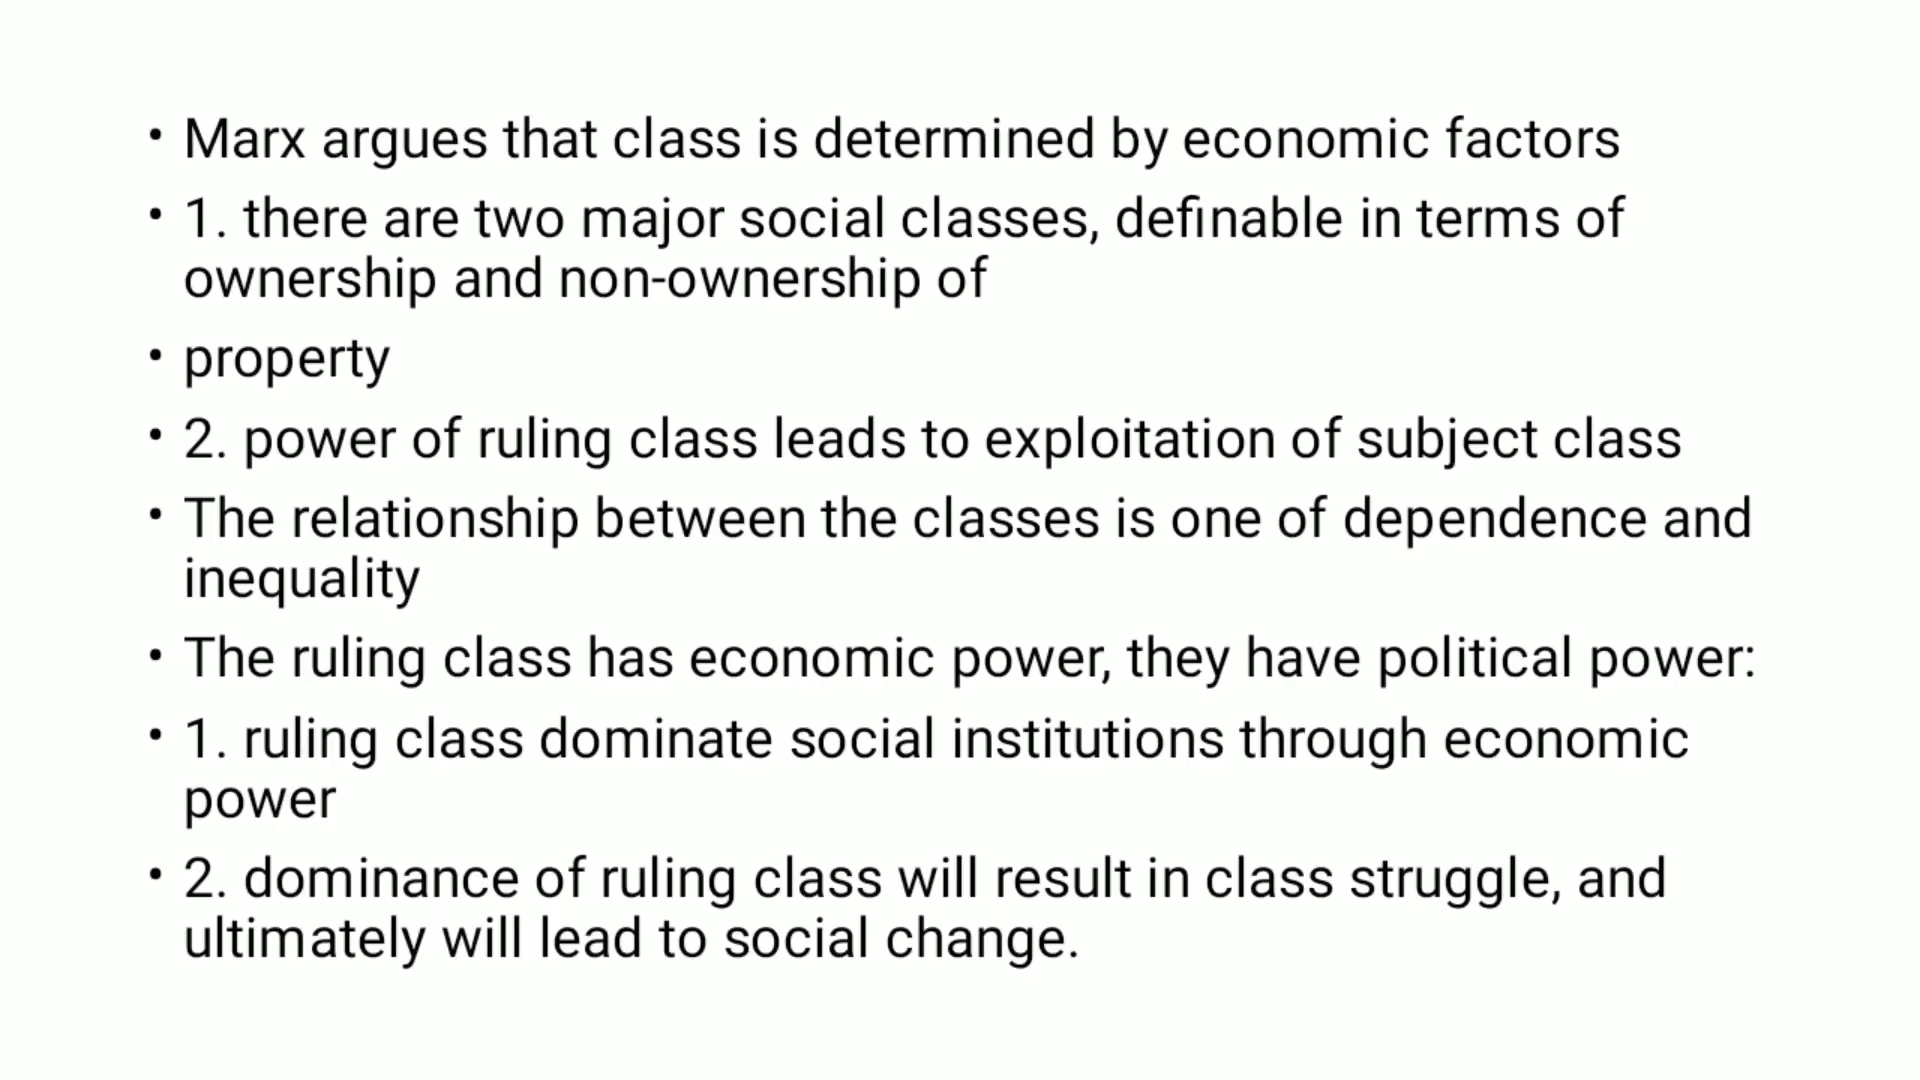 • Marx argues that class is determined by economic factors
• 1. there are two major social classes, definable in terms of
ownership and non-ownership of
• property
• 2. power of ruling class leads to exploitation of subject class
• The relationship between the classes is one of dependence and
inequality
• The ruling class has economic power, they have political power:
• 1. ruling class dominate social institutions through economic
power
• 2. dominance of ruling class will result in class struggle, and
ultimately will lead to social change.